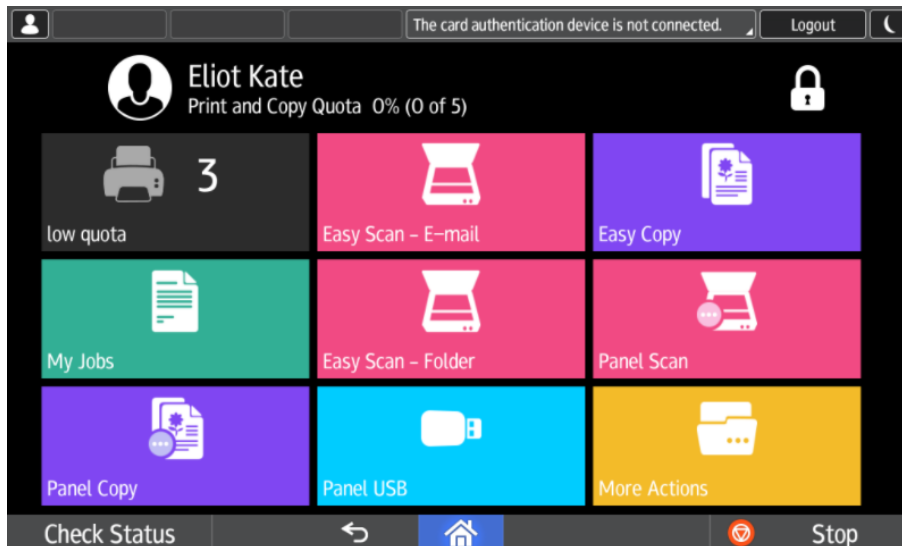 The card authentication device is not connected.
Logout
Eliot Kate
Print and Copy Quota 0% (0 of 5)
3
low quota
Easy Scan – E-mail
Easy Copy
My Jobs
Easy Scan – Folder
Panel Scan
Panel Copy
Panel USB
More Actions
Check Status
Stop